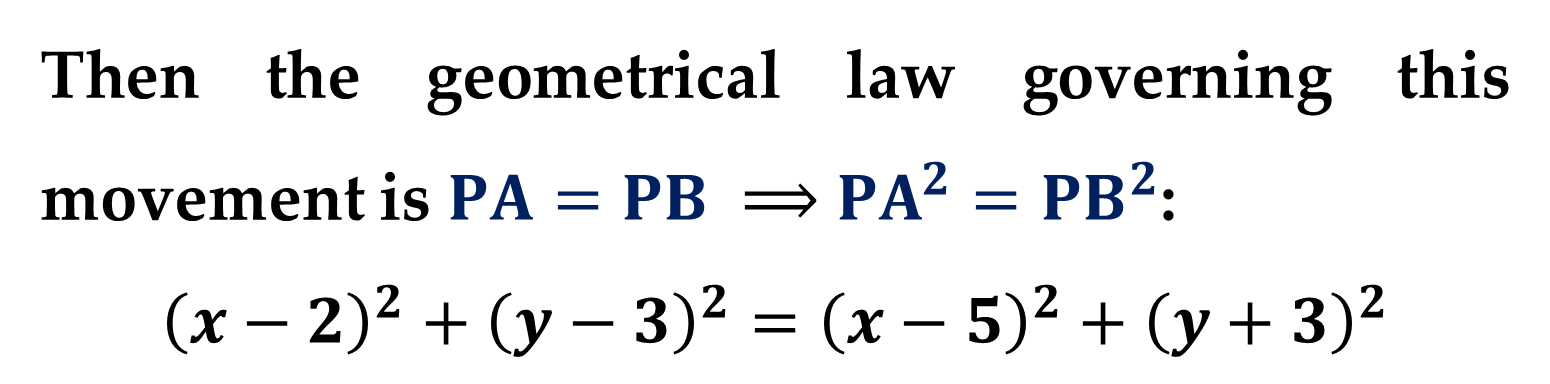 Then the geometrical law governing this
movement is PA = PB ⟹ PA² = PB²:
(x − 2)² + (y − 3)² = (x − 5)² + (y + 3)²